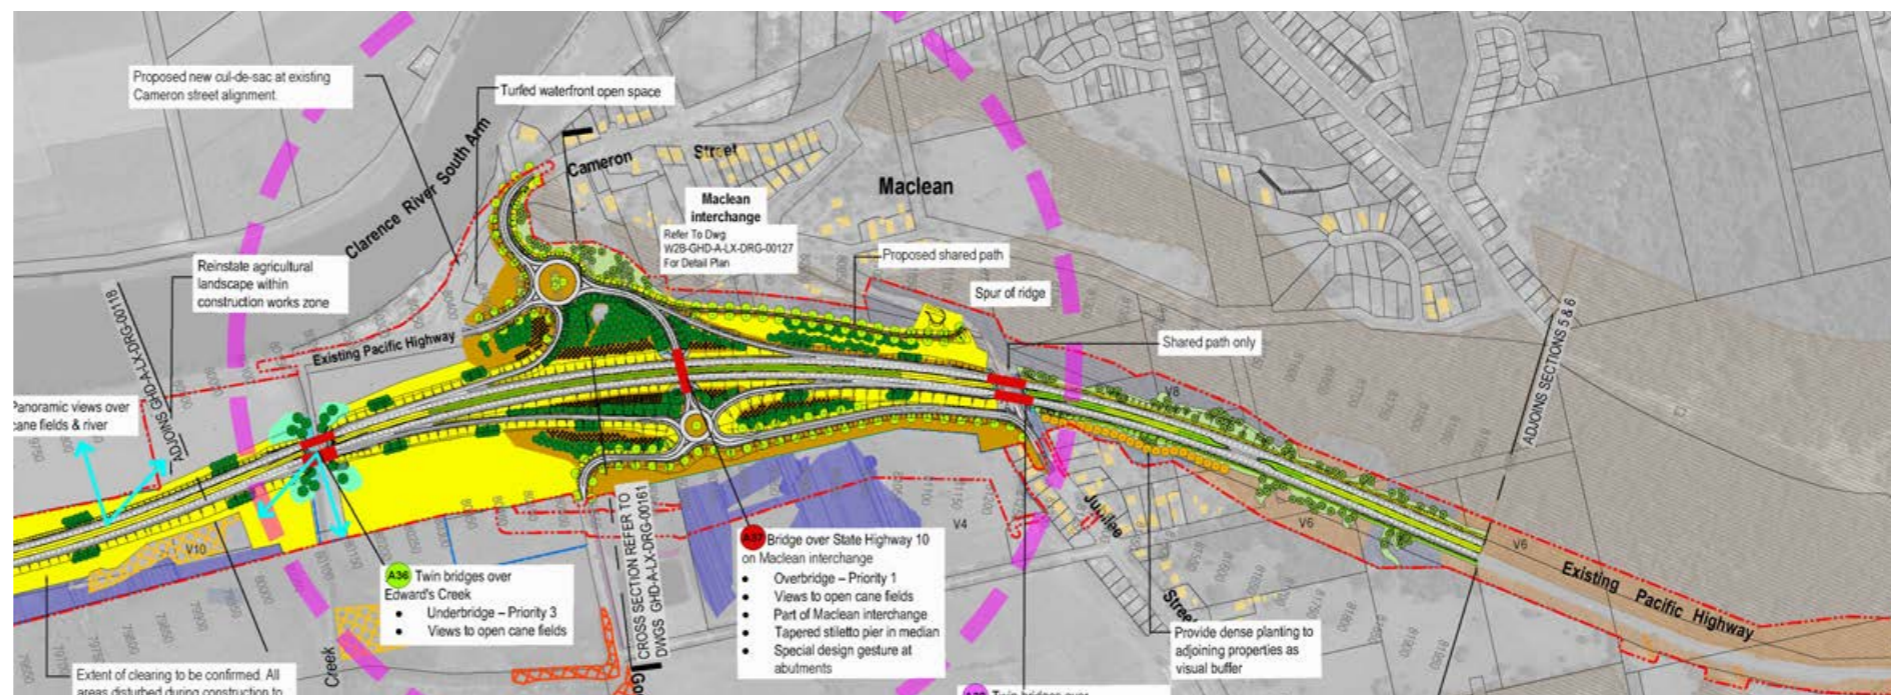 Proposed new cul-de-sac at existing
Cameron street alignment.
Turfed waterfront open space
Clarence River South Arm
Cameron Street
Maclean
Maclean
interchange
Refer To Dwg
W2B-GHD-A-LX-DRG-00127
For Detail Plan
Proposed shared path
Spur of ridge
Shared path only
Reinstate agricultural
landscape within
construction works zone
ADJOINS GHD-A-LX-DRG-00118
Existing Pacific Highway
ADJOINS SECTIONS 5 & 6
Panoramic views over
cane fields & river
V8
V10
V4
V6
V6
A36 Twin bridges over
Edward's Creek
• Underbridge – Priority 3
• Views to open cane fields
CROSS SECTION REFER TO
DWGS GHD-A-LX-DRG-00161
A37 Bridge over State Highway 10
on Maclean interchange
• Overbridge – Priority 1
• Views to open cane fields
• Part of Maclean interchange
• Tapered stiletto pier in median
• Special design gesture at
abutments
Jubilee
Street
Provide dense planting to
adjoining properties as
visual buffer
Existing Pacific Highway
Extent of clearing to be confirmed. All
areas disturbed during construction to
Creek
Twin bridges over